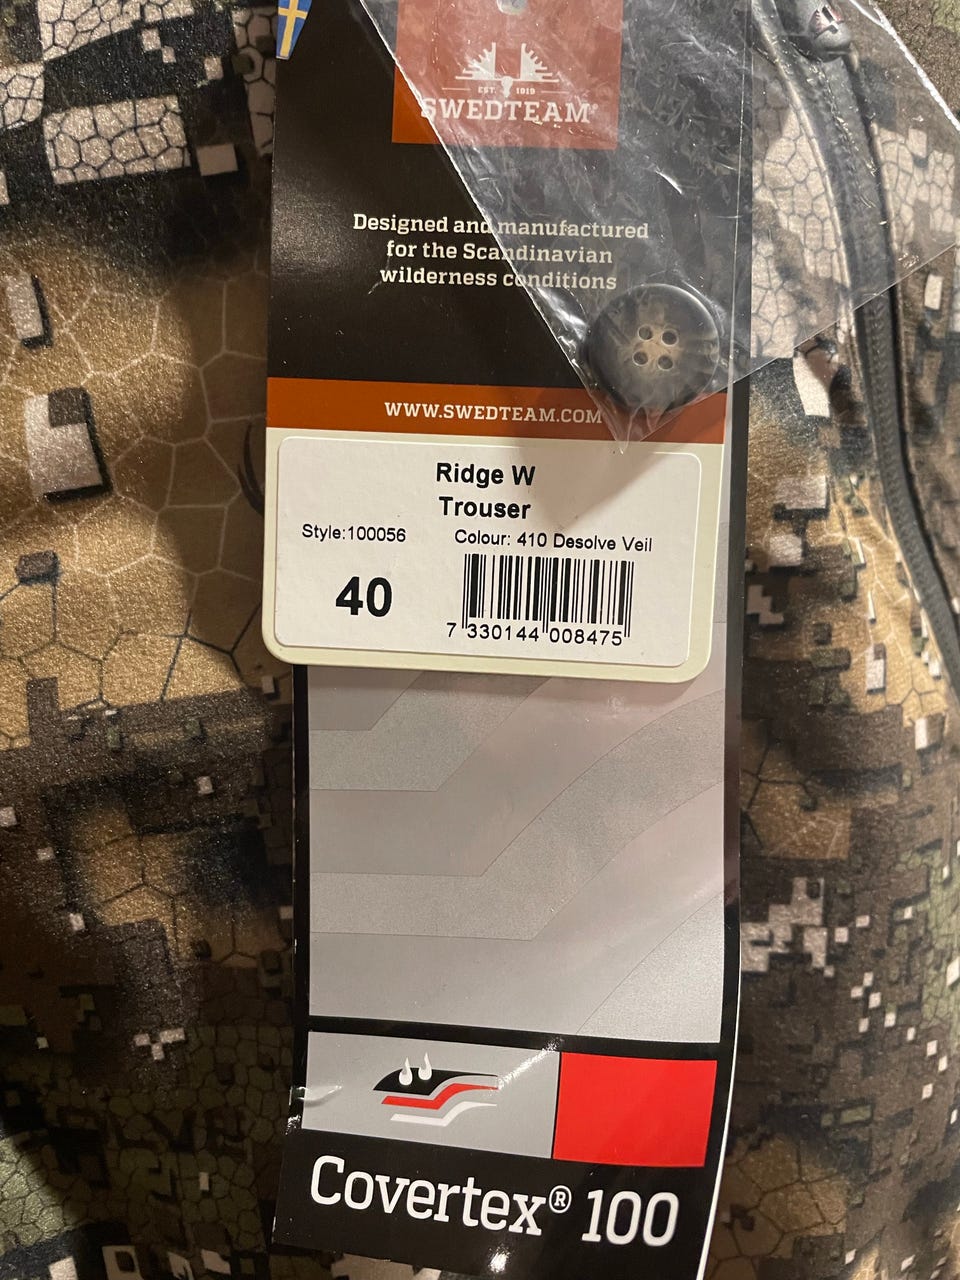 EST. 1919
SWEDTEAM®
Designed and manufactured
for the Scandinavian
wilderness conditions
WWW.SWEDTEAM.COM
Ridge W
Trouser
Style:100056 Colour: 410 Desolve Veil
40
7 330144 008475
Covertex® 100